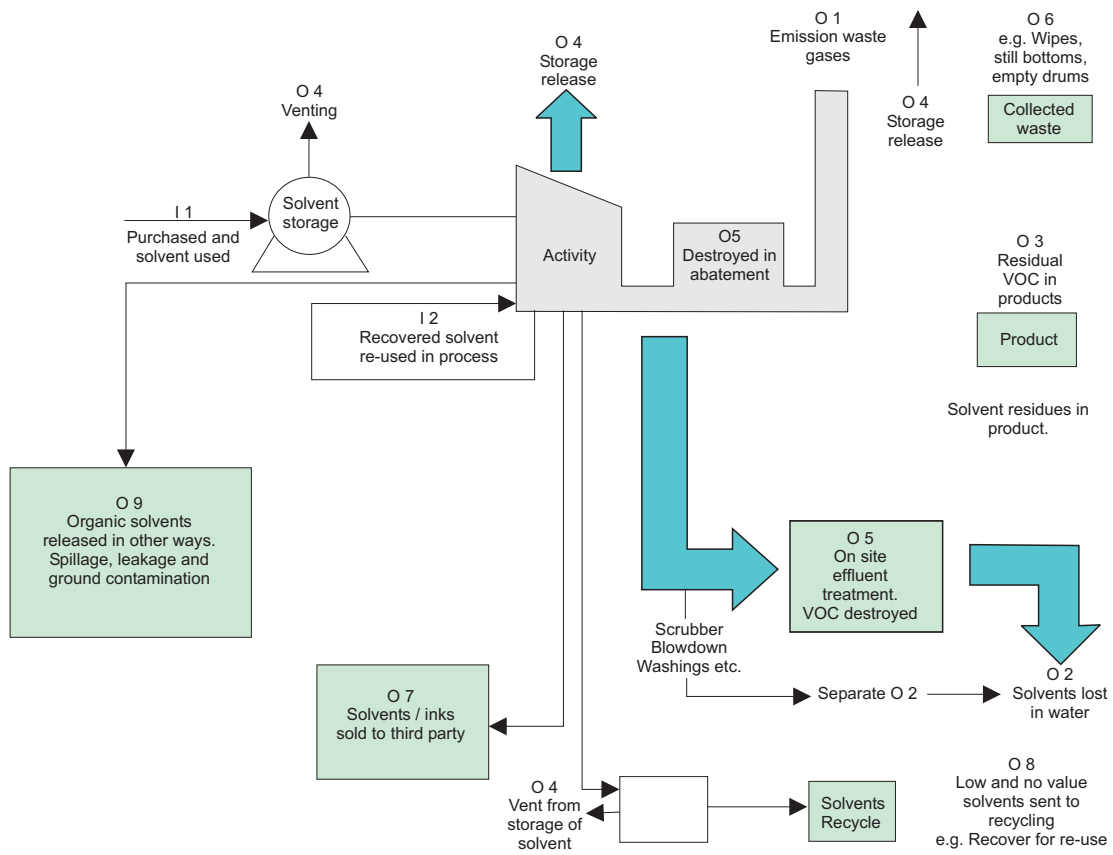 O 1
Emission waste
gases
O 6
e.g. Wipes,
still bottoms,
empty drums
O 4
Storage
release
O 4
Venting
O 4
Storage
release
Collected
waste
Solvent
storage
I 1
Purchased and
solvent used
Activity
O5
Destroyed in
abatement
O 3
Residual
VOC in
products
I 2
Recovered solvent
re-used in process
Product
Solvent residues in
product.
O 9
Organic solvents
released in other ways.
Spillage, leakage and
ground contamination
O 5
On site
effluent
treatment.
VOC destroyed
Scrubber
Blowdown
Washings etc.
O 7
Solvents / inks
sold to third party
Separate O 2
O 2
Solvents lost
in water
O 4
Vent from
storage of
solvent
Solvents
Recycle
O 8
Low and no value
solvents sent to
recycling
e.g. Recover for re-use